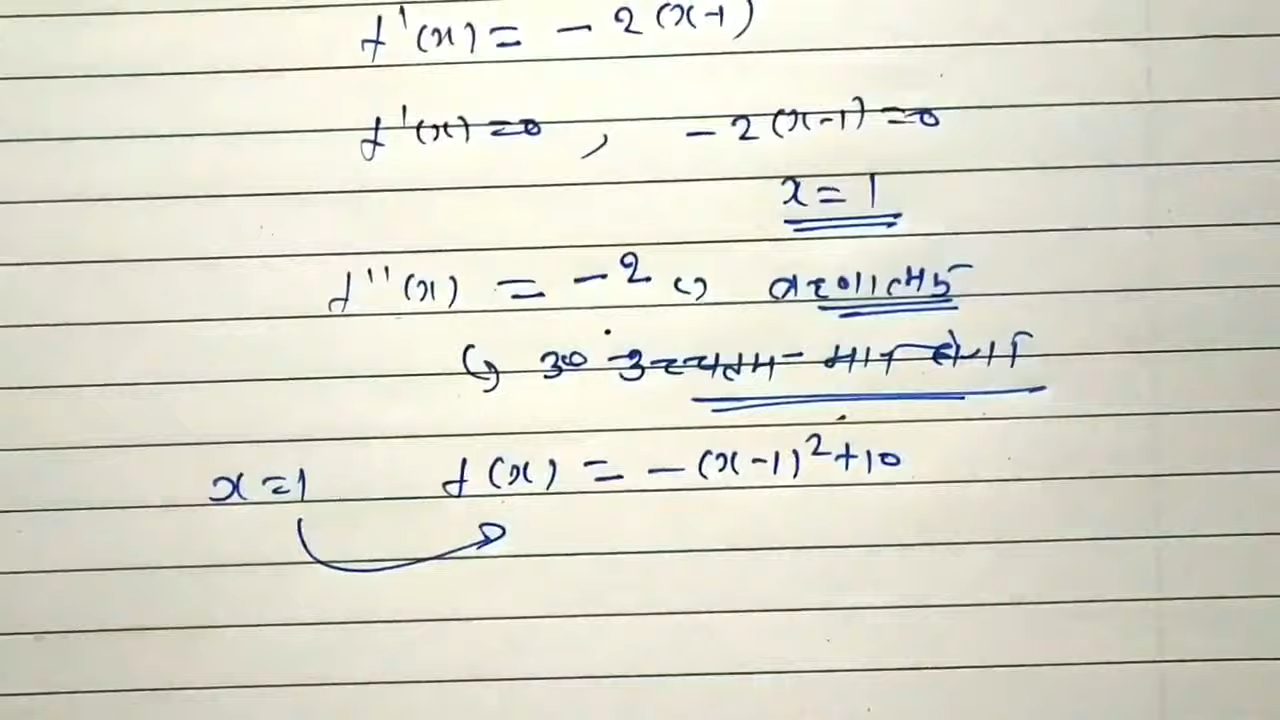 f'(x) = -2(x-1)
f'(x) = 0 , -2(x-1) = 0
x = 1
f''(x) = -2 ऋणात्मक
उच्चतम मान होगा
x = 1 f(x) = -(x-1)²+10